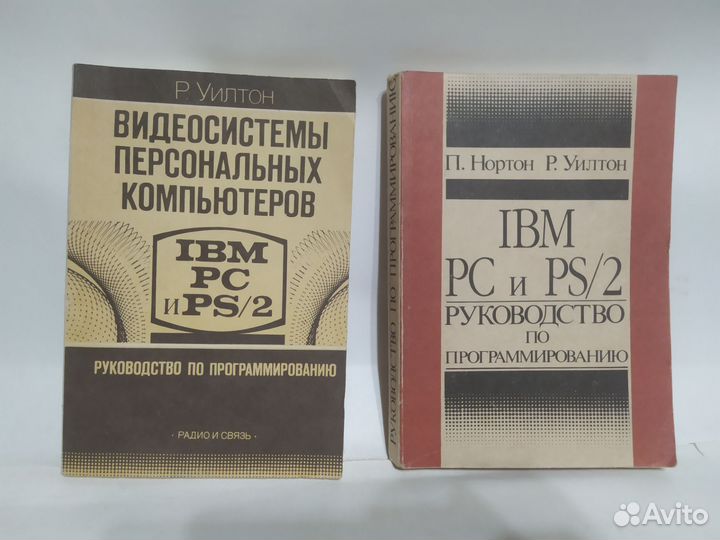 Р. Уилтон
ВИДЕОСИСТЕМЫ
ПЕРСОНАЛЬНЫХ
КОМПЬЮТЕРОВ
IBM
PC
и PS/2
РУКОВОДСТВО ПО ПРОГРАММИРОВАНИЮ
· РАДИО И СВЯЗЬ ·
РУКОВОДСТВО ПО ПРОГРАММИРОВАНИЮ
П. Нортон Р. Уилтон
IBM
PC и PS/2
РУКОВОДСТВО
ПО
ПРОГРАММИРОВАНИЮ
Avito